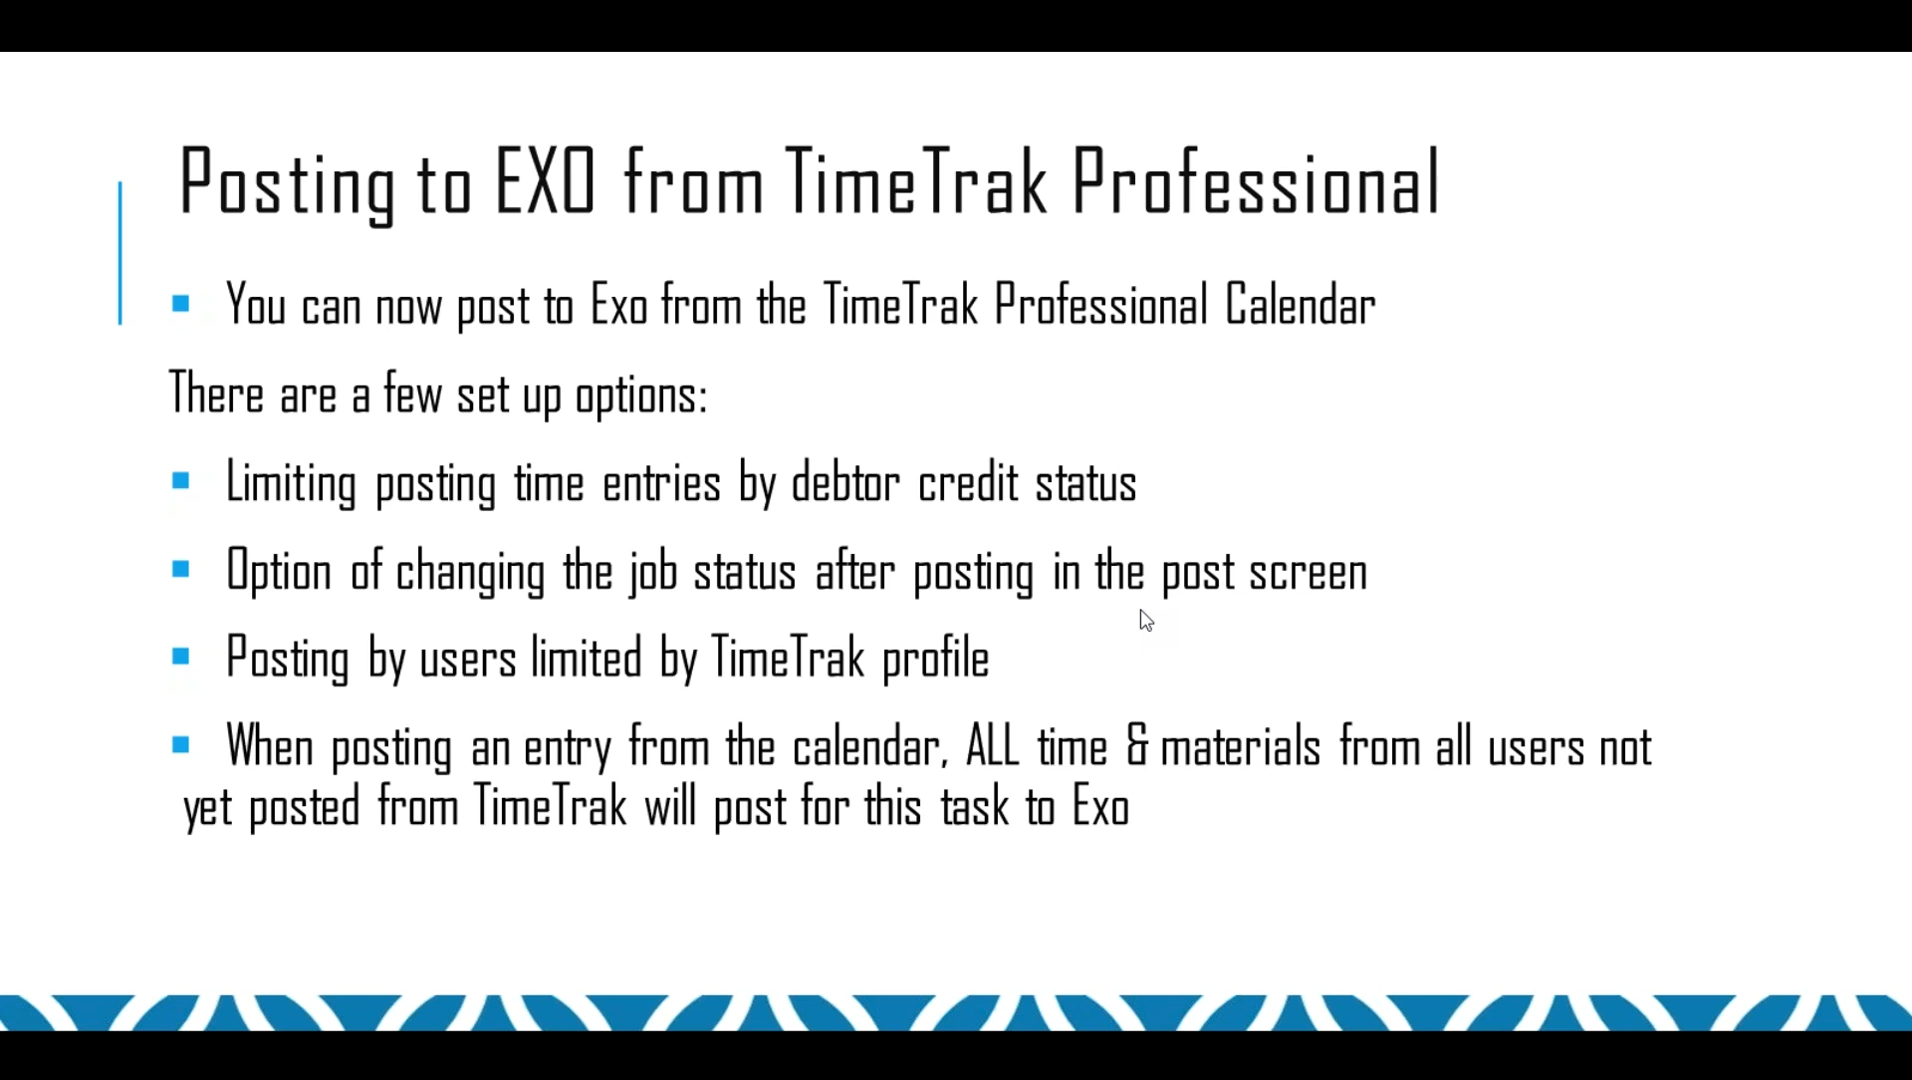 Posting to EXO from TimeTrak Professional
▪ You can now post to Exo from the TimeTrak Professional Calendar
There are a few set up options:
▪ Limiting posting time entries by debtor credit status
▪ Option of changing the job status after posting in the post screen
▪ Posting by users limited by TimeTrak profile
▪ When posting an entry from the calendar, ALL time & materials from all users not
yet posted from TimeTrak will post for this task to Exo